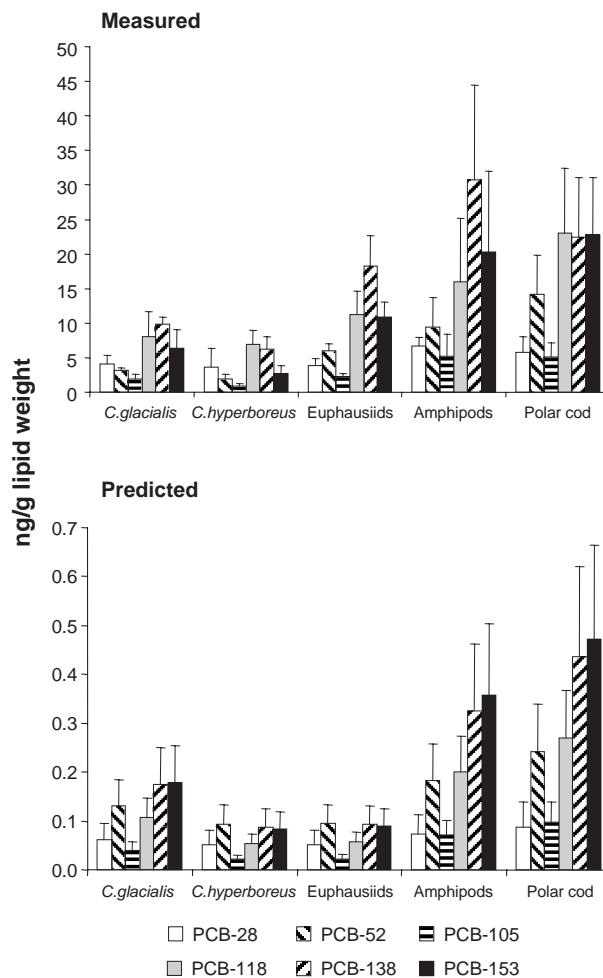 Measured
50
45
40
35
30
25
20
15
10
5
0
C.glacialis C.hyperboreus Euphausiids Amphipods Polar cod
ng/g lipid weight
Predicted
0.7
0.6
0.5
0.4
0.3
0.2
0.1
0.0
C.glacialis C.hyperboreus Euphausiids Amphipods Polar cod
PCB-28 PCB-52 PCB-105
PCB-118 PCB-138 PCB-153